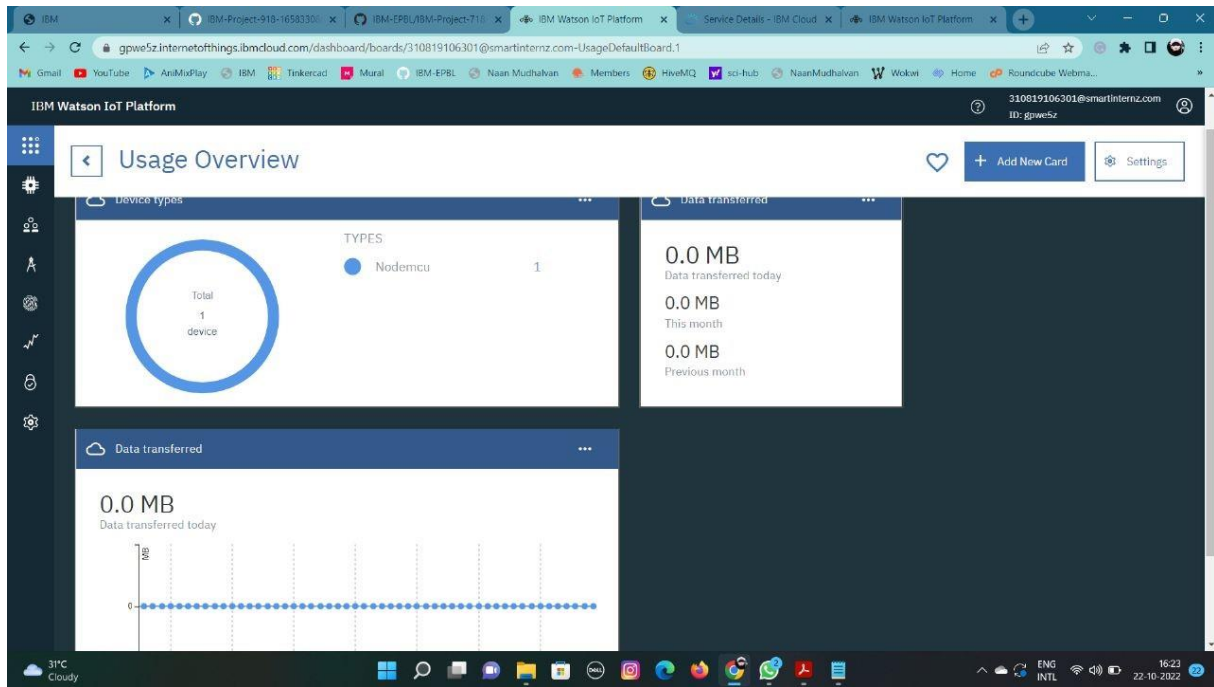 IBM
IBM-Project-918-16583300
IBM-EPBL/IBM-Project-718
IBM Watson IoT Platform
Service Details - IBM Cloud
IBM Watson IoT Platform
gpwe5z.internetofthings.ibmcloud.com/dashboard/boards/310819106301@smartinternz.com-UsageDefaultBoard.1
Gmail YouTube AniMixPlay IBM Tinkercad Mural IBM-EPBL Naan Mudhalvan Members HiveMQ sci-hub NaanMudhalvan Wokwi Home Roundcube Webma...
IBM Watson IoT Platform
310819106301@smartinternz.com
ID: gpwe5z
Usage Overview
+ Add New Card
Settings
Device types
TYPES
Nodemcu 1
Total
1
device
Data transferred
0.0 MB
Data transferred today
0.0 MB
This month
0.0 MB
Previous month
Data transferred
0.0 MB
Data transferred today
MB
0
31°C
Cloudy
DELL
ENG
INTL
16:23
22-10-2022
22